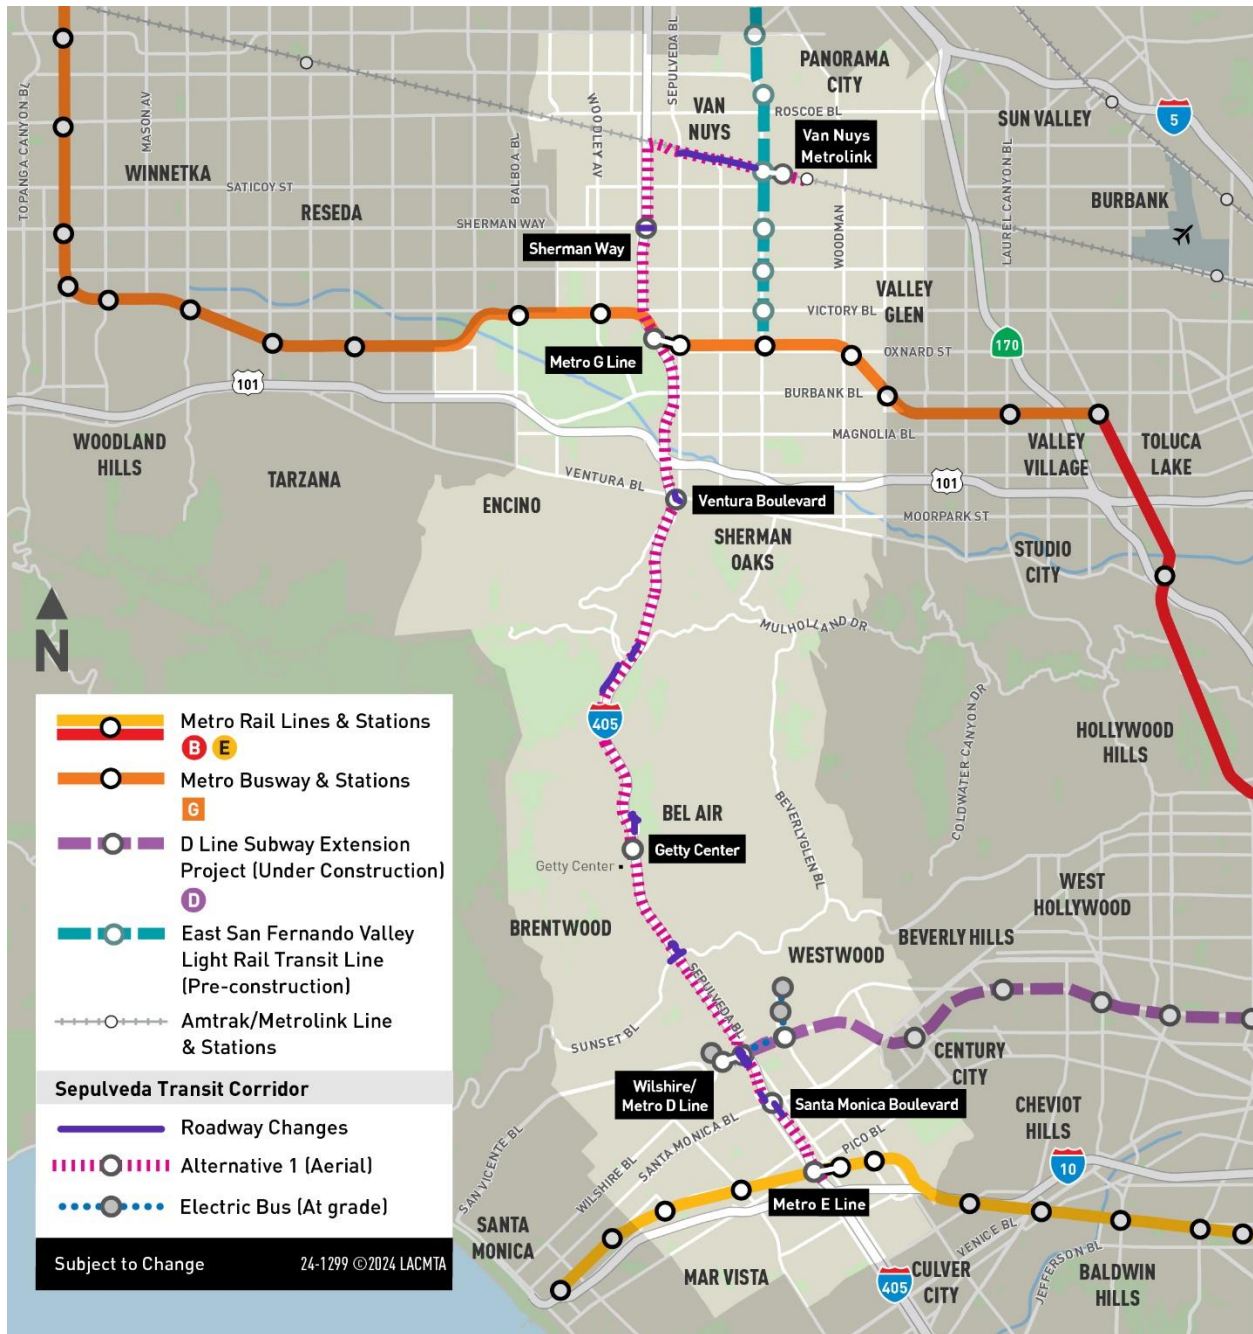 SEPULVEDA BL
PANORAMA
CITY
TOPANGA CANYON BL
MASON AV
WOODLEY AV
VAN
NUYS
ROSCOE BL
SUN VALLEY
5
BALBOA BL
Van Nuys
Metrolink
LAUREL CANYON BL
WINNETKA
SATICOY ST
BURBANK
RESEDA
SHERMAN WAY
Sherman Way
WOODMAN
VALLEY
GLEN
VICTORY BL
170
OXNARD ST
Metro G Line
101
BURBANK BL
MAGNOLIA BL
WOODLAND
HILLS
VALLEY
VILLAGE
TOLUCA
LAKE
TARZANA
VENTURA BL
101
ENCINO
Ventura Boulevard
MOORPARK ST
SHERMAN
OAKS
STUDIO
CITY
MULHOLLAND DR
N
405
COLDWATER CANYON DR
HOLLYWOOD
HILLS
BEL AIR
BEVERLYGLEN BL
Getty Center
Getty Center
WEST
HOLLYWOOD
BRENTWOOD
BEVERLY HILLS
WESTWOOD
SEPULVEDA BL
SUNSET BL
CENTURY
CITY
Wilshire/
Metro D Line
Santa Monica Boulevard
CHEVIOT
HILLS
SAN VICENTE BL
WILSHIRE BL
SANTA MONICA BL
PICO BL
10
Metro E Line
SANTA
MONICA
VENICE BL
MAR VISTA
405
CULVER
CITY
JEFFERSON BL
BALDWIN
HILLS
Metro Rail Lines & Stations
B E
Metro Busway & Stations
G
D Line Subway Extension
Project (Under Construction)
D
East San Fernando Valley
Light Rail Transit Line
(Pre-construction)
Amtrak/Metrolink Line
& Stations
Sepulveda Transit Corridor
Roadway Changes
Alternative 1 (Aerial)
Electric Bus (At grade)
Subject to Change 24-1299 ©2024 LACMTA